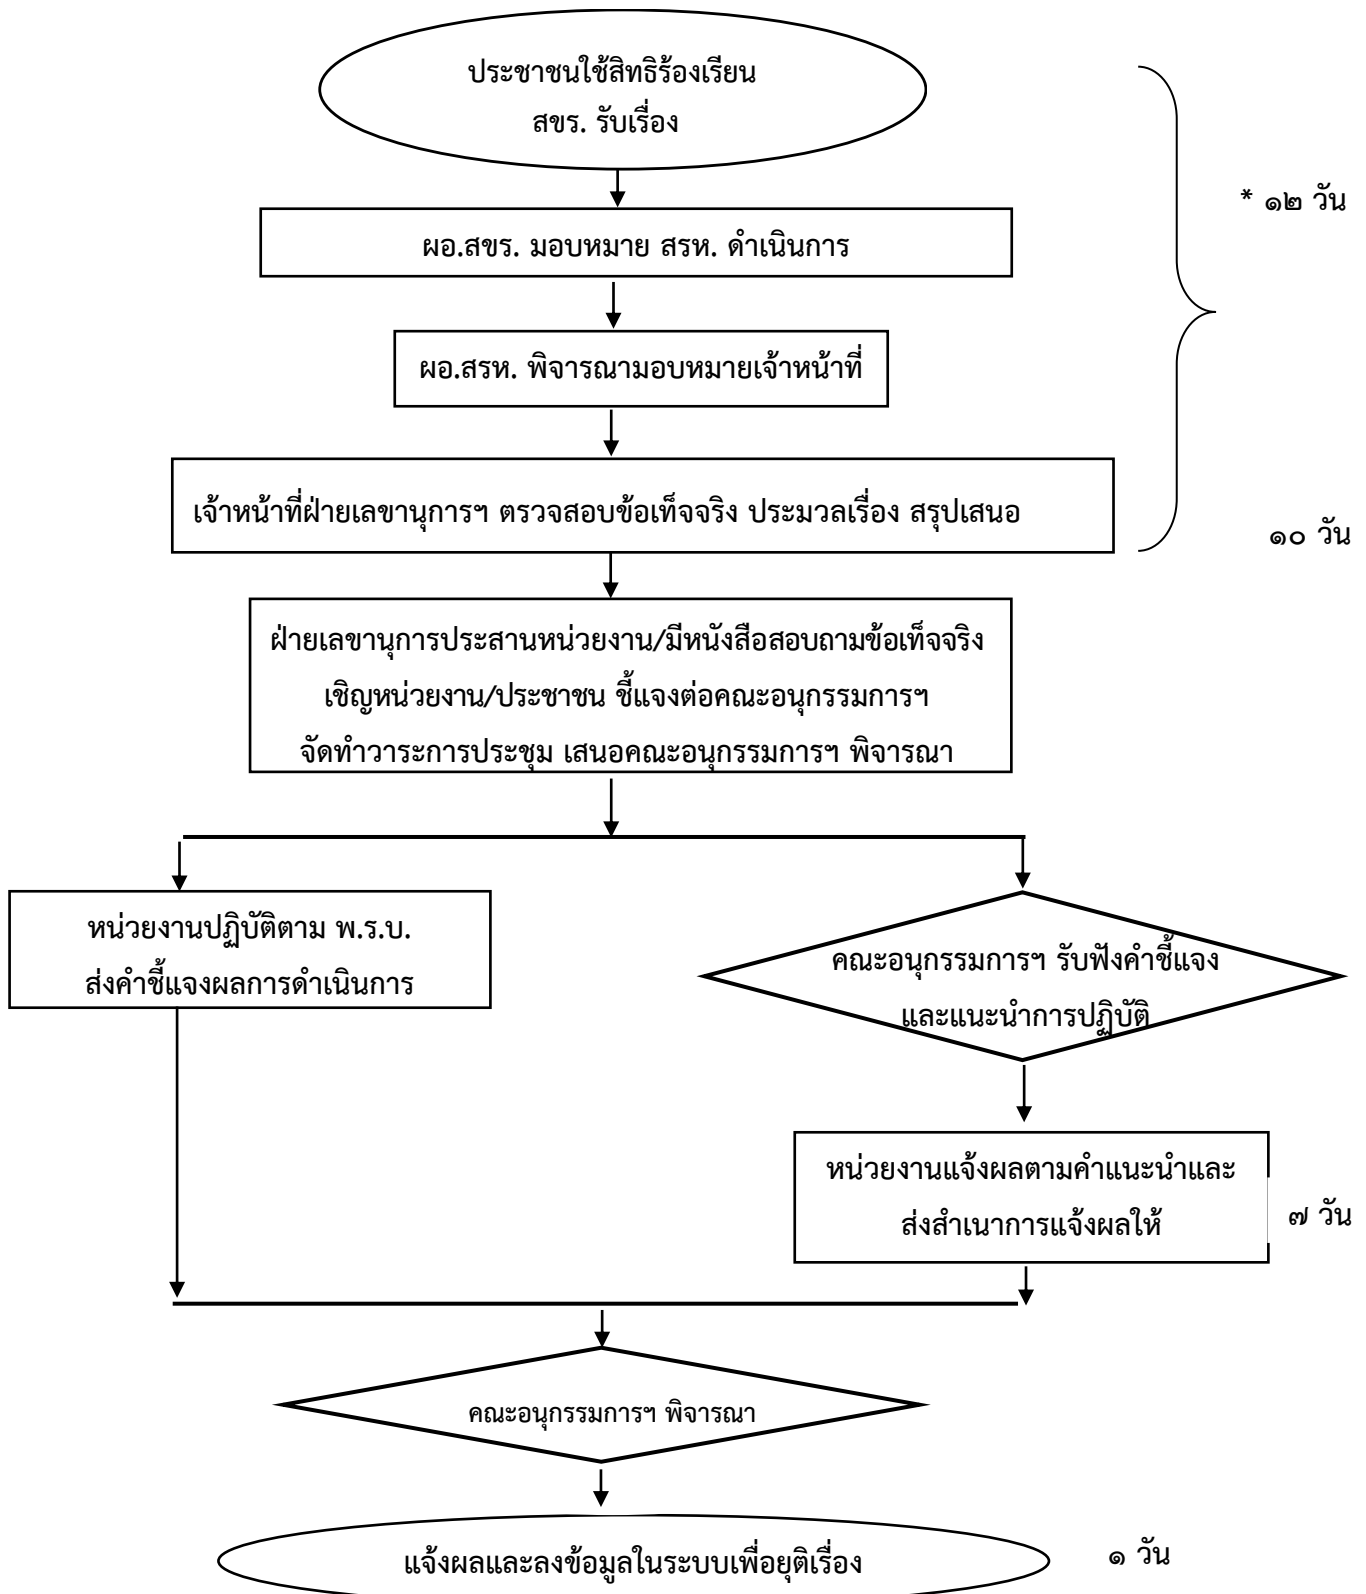 ประชาชนใช้สิทธิร้องเรียน
สขร. รับเรื่อง
* ๑๒ วัน
ผอ.สขร. มอบหมาย สรห. ดำเนินการ
ผอ.สรห. พิจารณามอบหมายเจ้าหน้าที่
เจ้าหน้าที่ฝ่ายเลขานุการฯ ตรวจสอบข้อเท็จจริง ประมวลเรื่อง สรุปเสนอ
๑๐ วัน
ฝ่ายเลขานุการประสานหน่วยงาน/มีหนังสือสอบถามข้อเท็จจริง
เชิญหน่วยงาน/ประชาชน ชี้แจงต่อคณะอนุกรรมการฯ
จัดทำวาระการประชุม เสนอคณะอนุกรรมการฯ พิจารณา
หน่วยงานปฏิบัติตาม พ.ร.บ.
ส่งคำชี้แจงผลการดำเนินการ
คณะอนุกรรมการฯ รับฟังคำชี้แจง
และแนะนำการปฏิบัติ
หน่วยงานแจ้งผลตามคำแนะนำและ
ส่งสำเนาการแจ้งผลให้
๗ วัน
คณะอนุกรรมการฯ พิจารณา
แจ้งผลและลงข้อมูลในระบบเพื่อยุติเรื่อง
๑ วัน